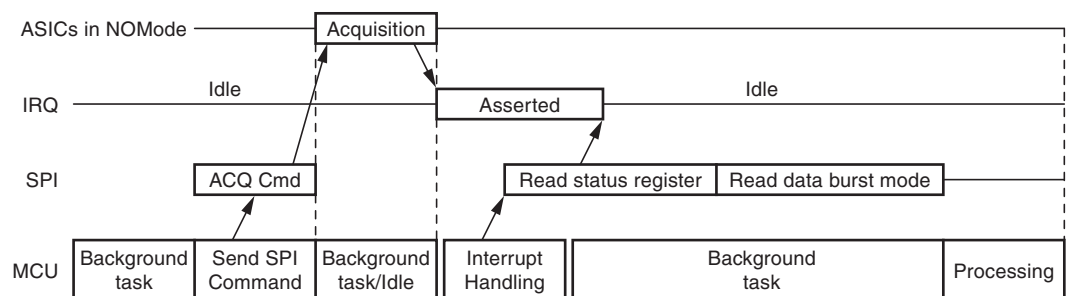 ASICs in NOMode
Acquisition
Idle
Idle
IRQ
Asserted
SPI
ACQ Cmd
Read status register
Read data burst mode
MCU
Background
task
Send SPI
Command
Background
task/Idle
Interrupt
Handling
Background
task
Processing